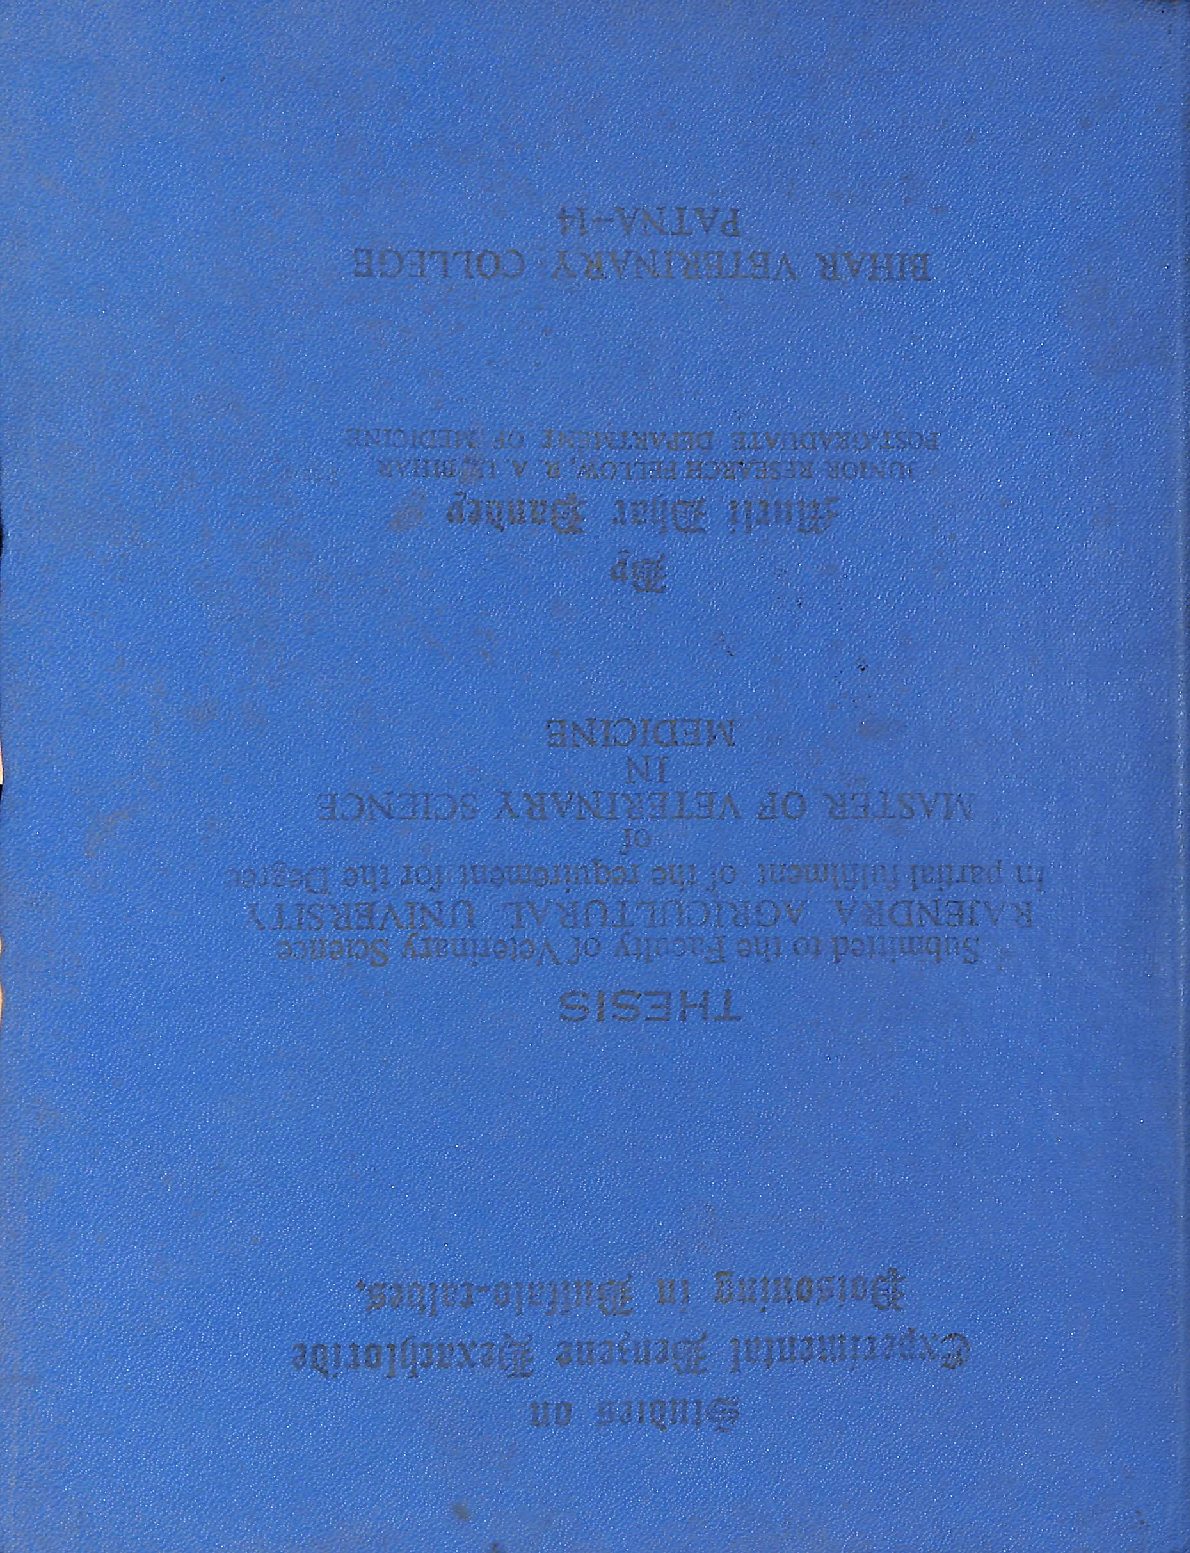 Studies on
Experimental Benzene Hexachloride
Poisoning in Buffalo-calves.
THESIS
Submitted to the Faculty of Veterinary Science
RAJENDRA AGRICULTURAL UNIVERSITY
in partial fulfilment of the requirement for the Degree
of
MASTER OF VETERINARY SCIENCE
IN
MEDICINE
By
Murli Dhar Pandey
JUNIOR RESEARCH FELLOW, R. A. U. BIHAR
POST-GRADUATE DEPARTMENT OF MEDICINE
BIHAR VETERINARY COLLEGE
PATNA-14